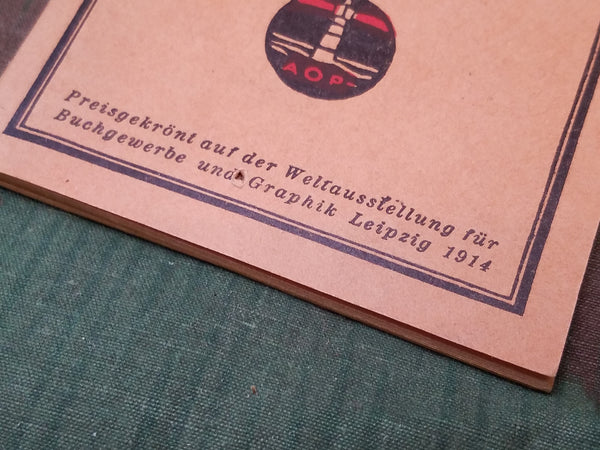 AOP
Preisgekrönt auf der Weltausstellung für
Buchgewerbe und Graphik Leipzig 1914